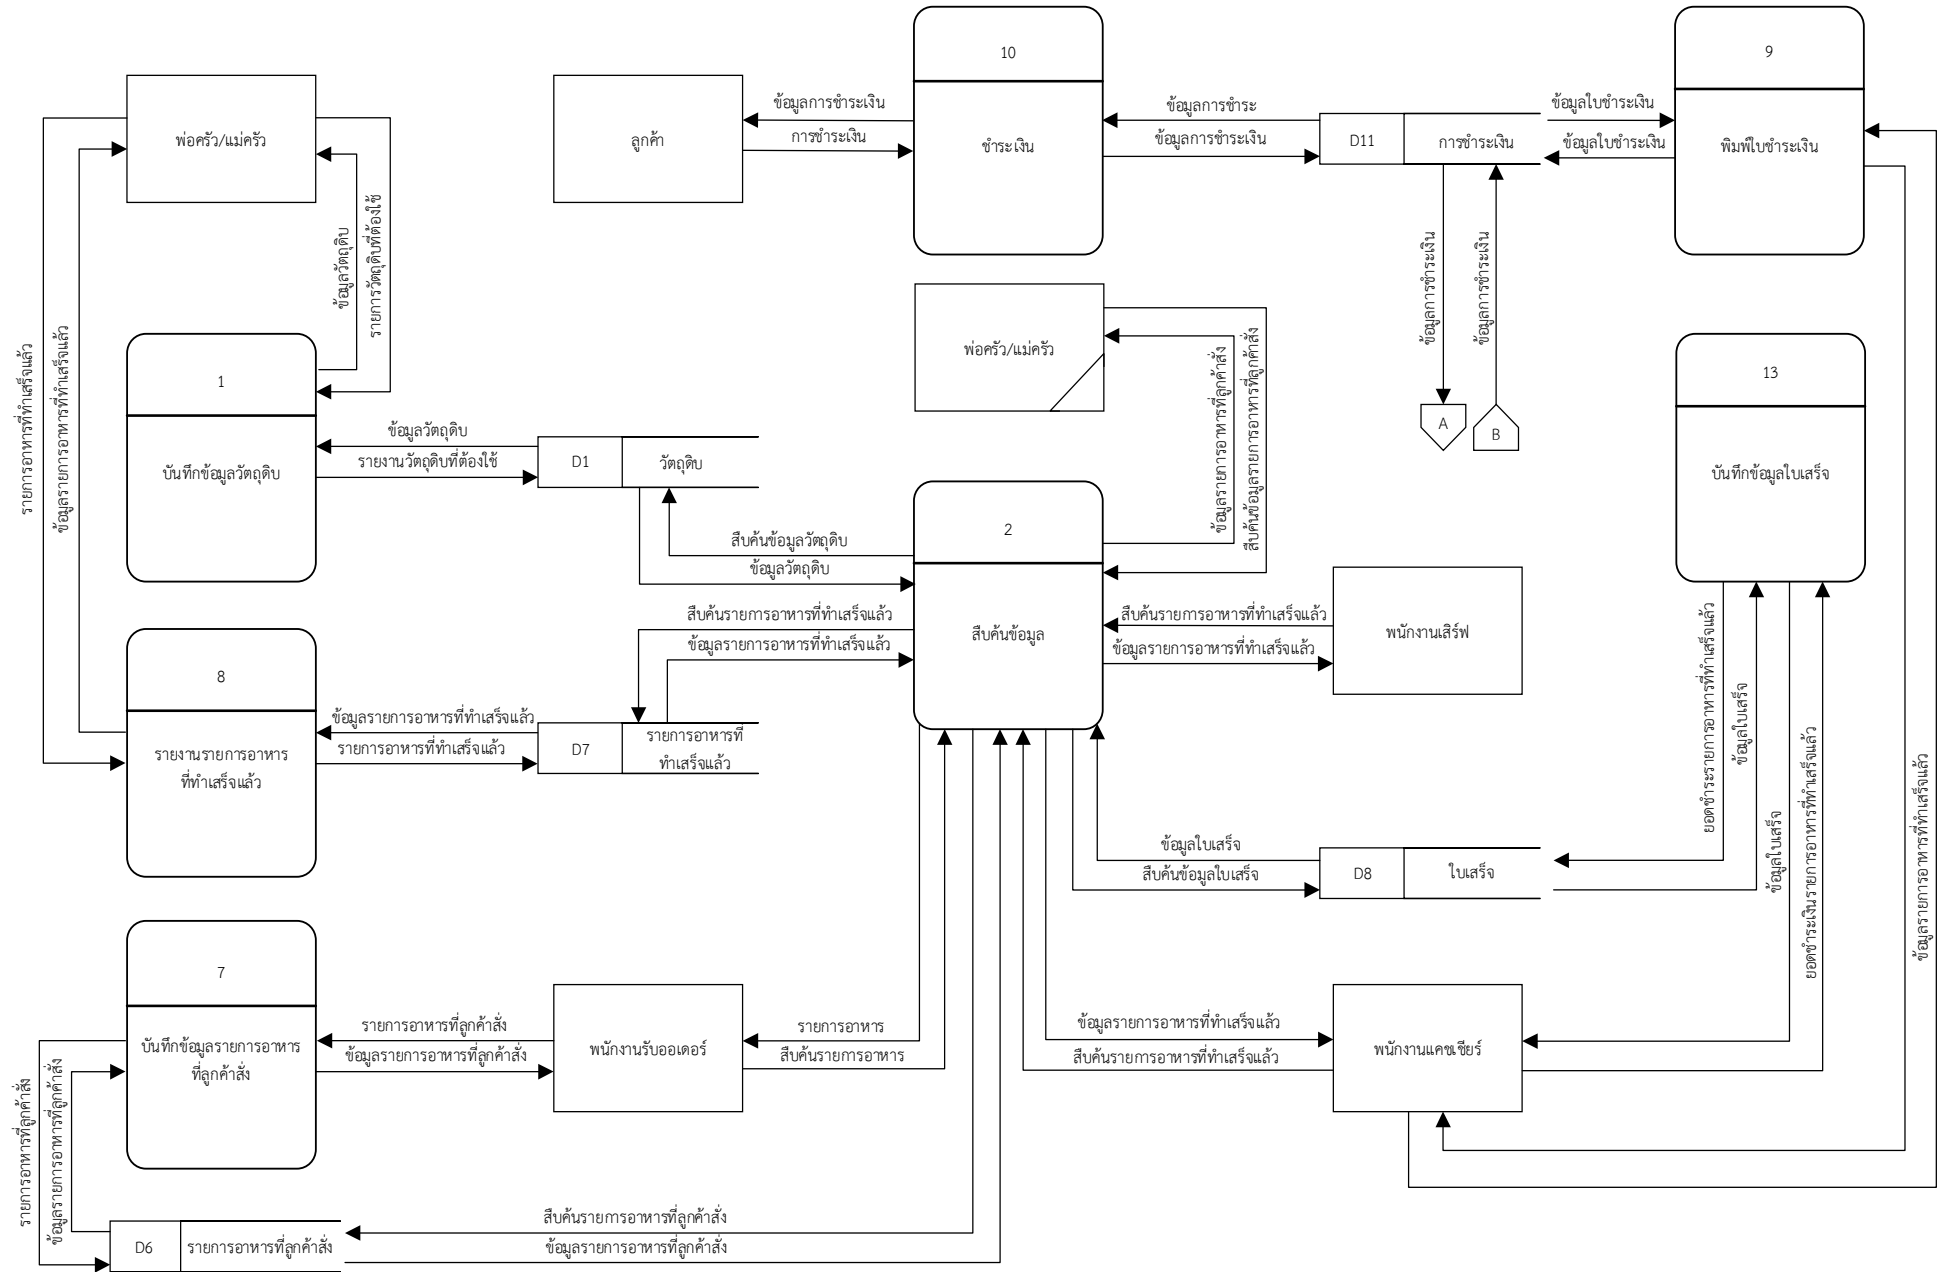 10
9
ข้อมูลการชำระเงิน
ข้อมูลการชำระ
ข้อมูลใบชำระเงิน
พ่อครัว/แม่ครัว
ลูกค้า
การชำระเงิน
ชำระเงิน
ข้อมูลการชำระเงิน
D11
การชำระเงิน
ข้อมูลใบชำระเงิน
พิมพ์ใบชำระเงิน
ข้อมูลวัตถุดิบ
รายการวัตถุดิบที่ต้องใช้
ข้อมูลการชำระเงิน
ข้อมูลการชำระเงิน
รายการอาหารที่ทำเสร็จแล้ว
ข้อมูลรายการอาหารที่ทำเสร็จแล้ว
พ่อครัว/แม่ครัว
ข้อมูลรายการอาหารที่ลูกค้าสั่ง
สืบค้นข้อมูลรายการอาหารที่ลูกค้าสั่ง
1
13
A
B
ข้อมูลวัตถุดิบ
รายงานวัตถุดิบที่ต้องใช้
D1
วัตถุดิบ
บันทึกข้อมูลวัตถุดิบ
บันทึกข้อมูลใบเสร็จ
2
สืบค้นข้อมูลวัตถุดิบ
ข้อมูลวัตถุดิบ
สืบค้นรายการอาหารที่ทำเสร็จแล้ว
ข้อมูลรายการอาหารที่ทำเสร็จแล้ว
สืบค้นข้อมูล
สืบค้นรายการอาหารที่ทำเสร็จแล้ว
ข้อมูลรายการอาหารที่ทำเสร็จแล้ว
พนักงานเสิร์ฟ
ยอดชำระรายการอาหารที่ทำเสร็จแล้ว
ข้อมูลใบเสร็จ
ข้อมูลใบเสร็จ
ยอดชำระเงินรายการอาหารที่ทำเสร็จแล้ว
ข้อมูลรายการอาหารที่ทำเสร็จแล้ว
8
ข้อมูลรายการอาหารที่ทำเสร็จแล้ว
รายการอาหารที่ทำเสร็จแล้ว
D7
รายการอาหารที่
ทำเสร็จแล้ว
รายงานรายการอาหาร
ที่ทำเสร็จแล้ว
ข้อมูลใบเสร็จ
สืบค้นข้อมูลใบเสร็จ
D8
ใบเสร็จ
7
รายการอาหารที่ลูกค้าสั่ง
ข้อมูลรายการอาหารที่ลูกค้าสั่ง
บันทึกข้อมูลรายการอาหาร
ที่ลูกค้าสั่ง
พนักงานรับออเดอร์
รายการอาหาร
สืบค้นรายการอาหาร
ข้อมูลรายการอาหารที่ทำเสร็จแล้ว
สืบค้นรายการอาหารที่ทำเสร็จแล้ว
พนักงานแคชเชียร์
รายการอาหารที่ลูกค้าสั่ง
ข้อมูลรายการอาหารที่ลูกค้าสั่ง
สืบค้นรายการอาหารที่ลูกค้าสั่ง
ข้อมูลรายการอาหารที่ลูกค้าสั่ง
D6
รายการอาหารที่ลูกค้าสั่ง